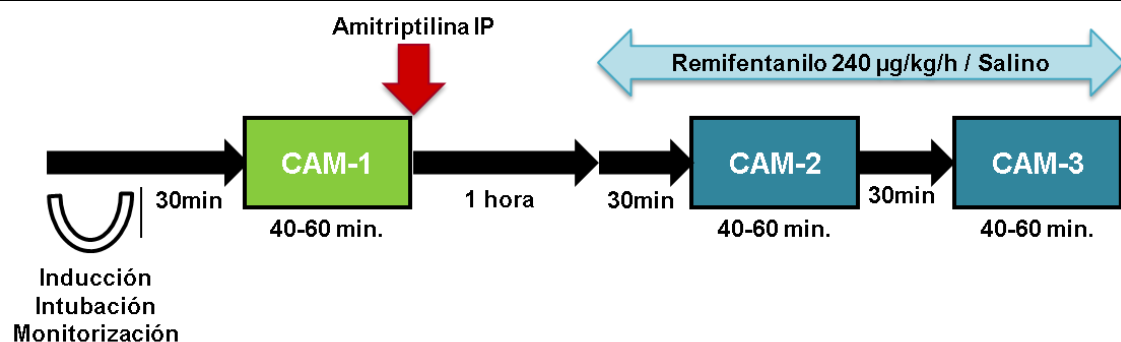 Amitriptilina IP
Remifentanilo 240 µg/kg/h / Salino
CAM-1
CAM-2
CAM-3
30min
1 hora
30min
30min
40-60 min.
40-60 min.
40-60 min.
Inducción
Intubación
Monitorización